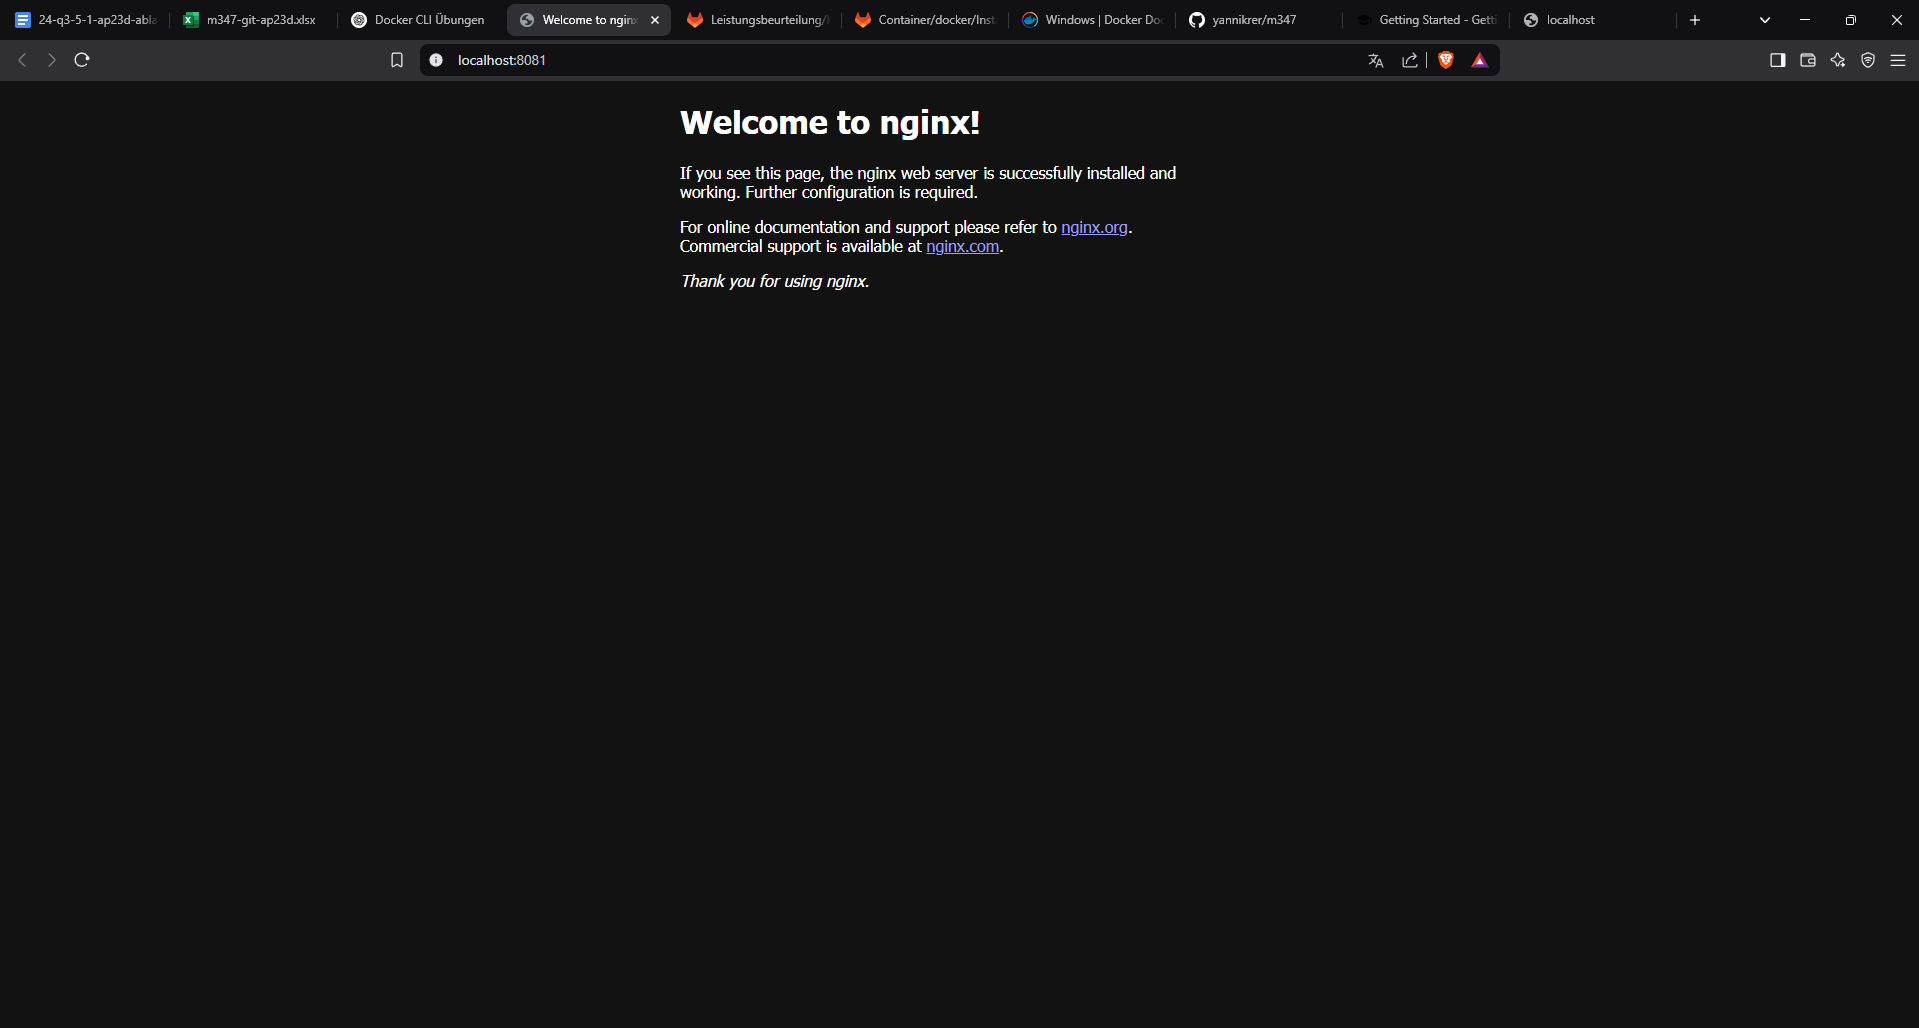 24-q3-5-1-ap23d-abla
m347-git-ap23d.xlsx
Docker CLI Übungen
Welcome to nginx
Leistungsbeurteilung/
Container/docker/Inst
Windows | Docker Doc
yannikrer/m347
Getting Started - Getti
localhost
localhost:8081
Welcome to nginx!
If you see this page, the nginx web server is successfully installed and
working. Further configuration is required.
For online documentation and support please refer to nginx.org.
Commercial support is available at nginx.com.
Thank you for using nginx.